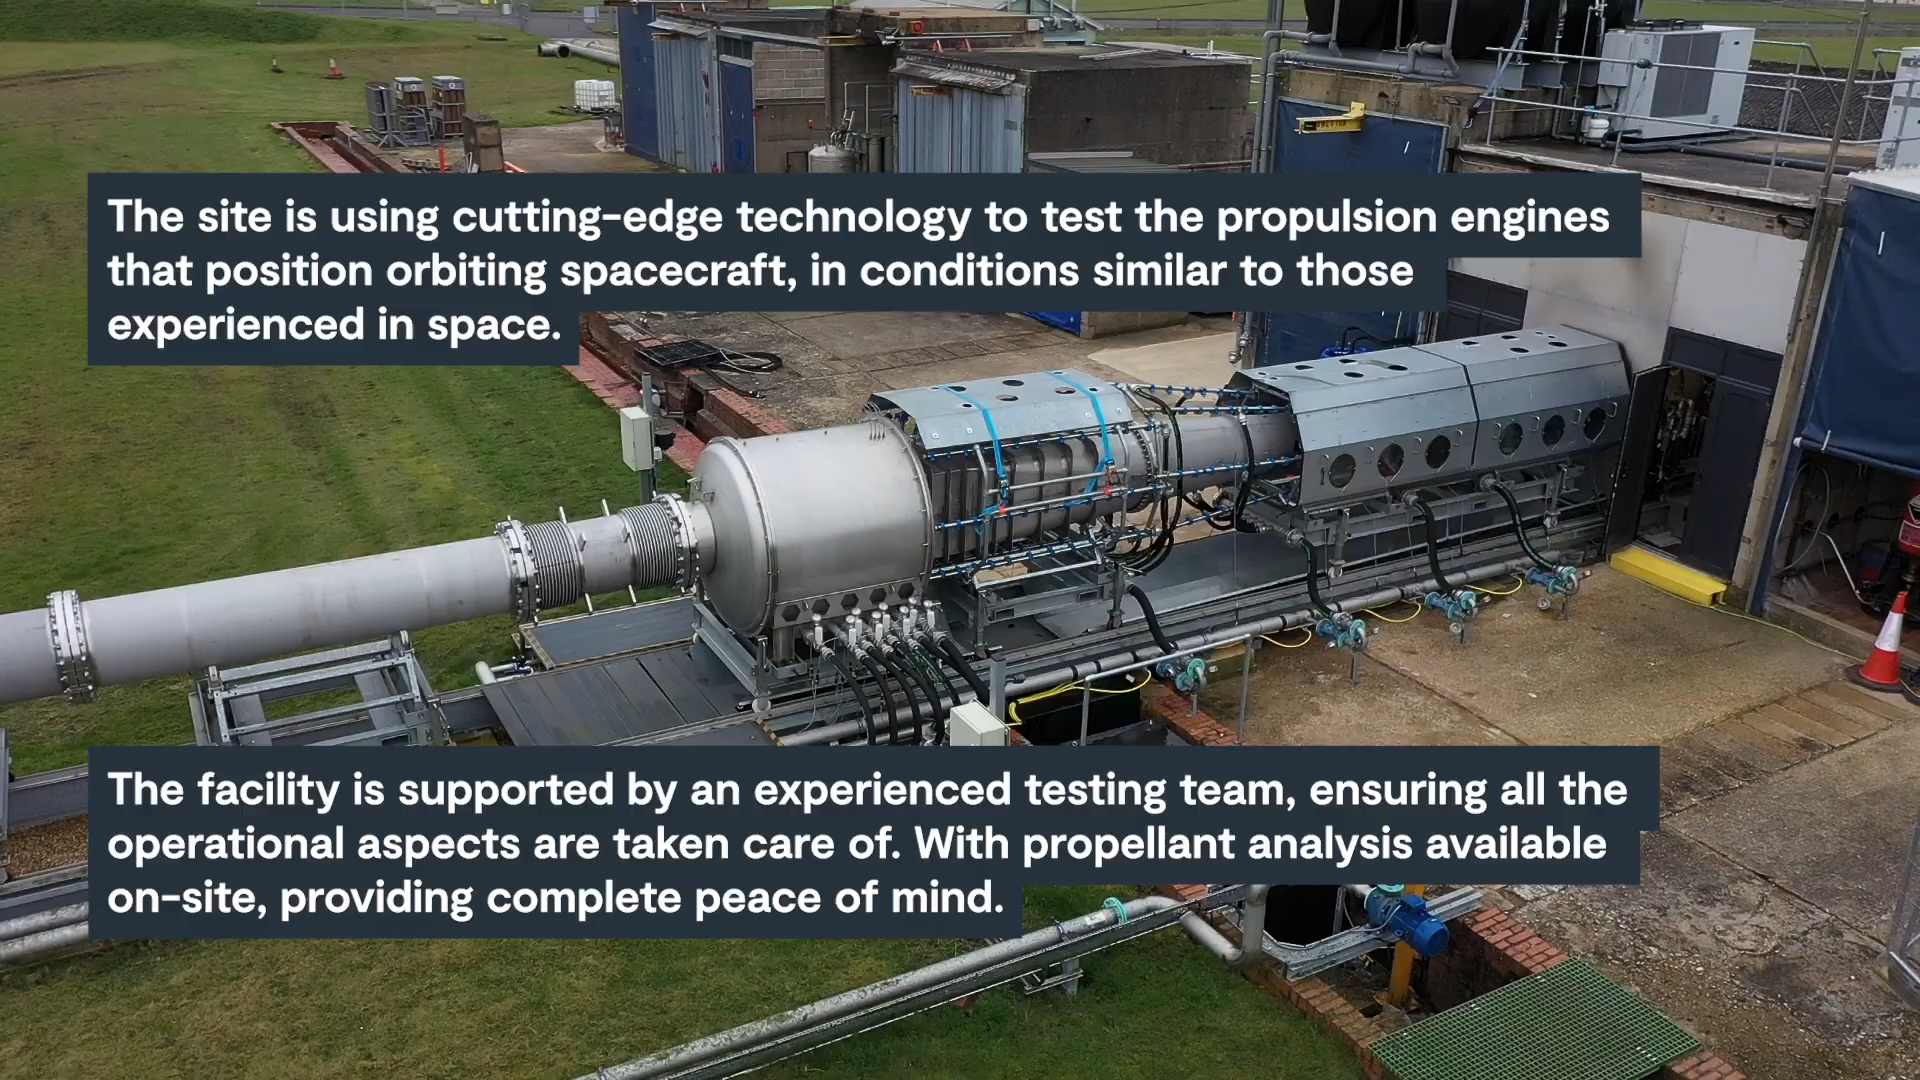 The site is using cutting-edge technology to test the propulsion engines
that position orbiting spacecraft, in conditions similar to those
experienced in space.
The facility is supported by an experienced testing team, ensuring all the
operational aspects are taken care of. With propellant analysis available
on-site, providing complete peace of mind.